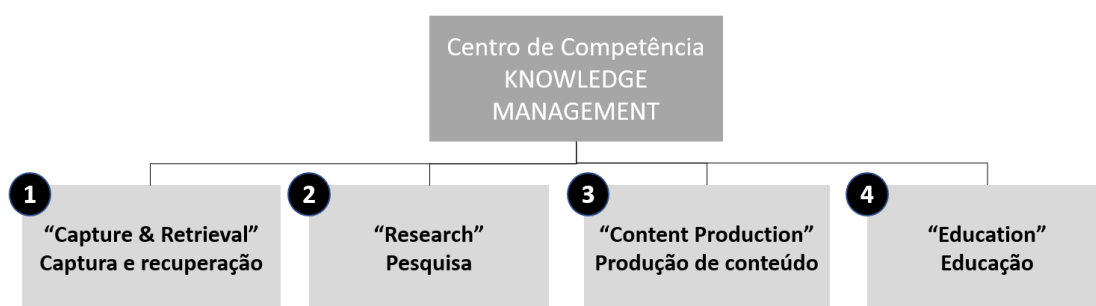 Centro de Competência
KNOWLEDGE
MANAGEMENT
1
“Capture & Retrieval”
Captura e recuperação
2
“Research”
Pesquisa
3
“Content Production”
Produção de conteúdo
4
“Education”
Educação